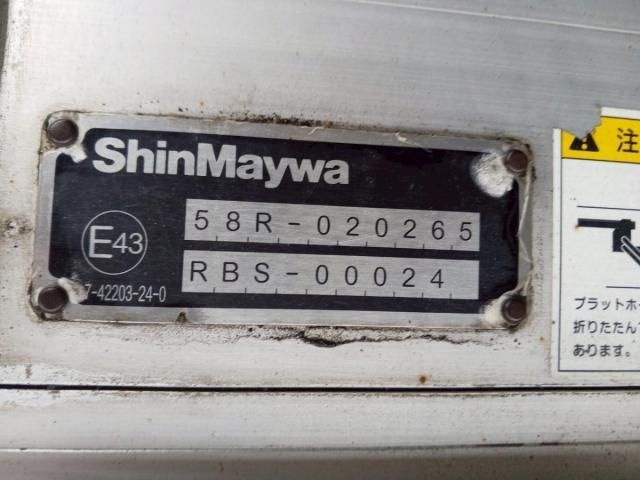 ShinMaywa
58R-020265
E43
RBS-00024
7-42203-24-0
注
プラットホ
折りたたん
あります。